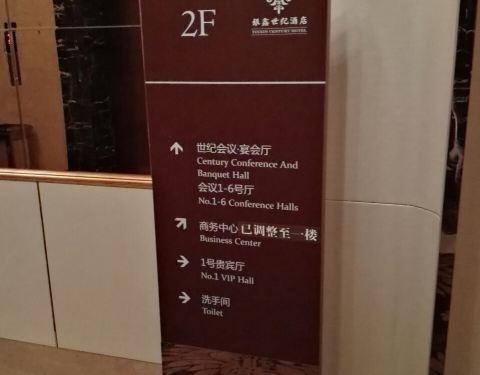 2F
银鑫世纪酒店
YINXIN CENTURY HOTEL
世纪会议·宴会厅
Century Conference And
Banquet Hall
会议1-6号厅
No.1-6 Conference Halls
商务中心 已调整至一楼
Business Center
1号贵宾厅
No.1 VIP Hall
洗手间
Toilet